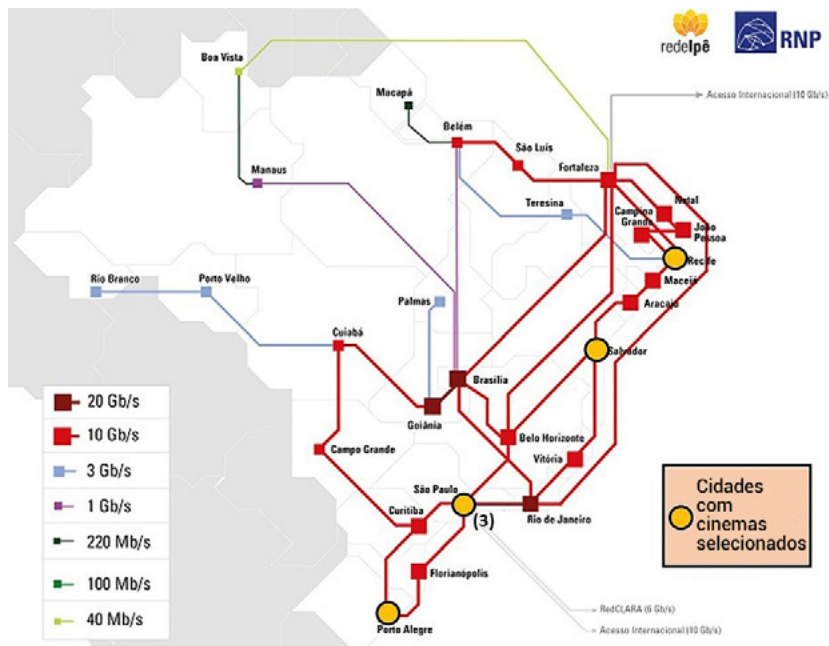 redeIpê
RNP
Boa Vista
Acesso Internacional (10 Gb/s)
Macapá
Belém
São Luís
Fortaleza
Manaus
Natal
Teresina
Campina
Grande
João
Pessoa
Recife
Rio Branco
Porto Velho
Maceió
Palmas
Aracajú
Cuiabá
Salvador
Brasília
20 Gb/s
Goiânia
10 Gb/s
Belo Horizonte
Campo Grande
Vitória
3 Gb/s
São Paulo
Cidades
com
cinemas
selecionados
1 Gb/s
Curitiba
(3)
Rio de Janeiro
220 Mb/s
Florianópolis
100 Mb/s
RedCLARA (6 Gb/s)
40 Mb/s
Porto Alegre
Acesso Internacional (10 Gb/s)